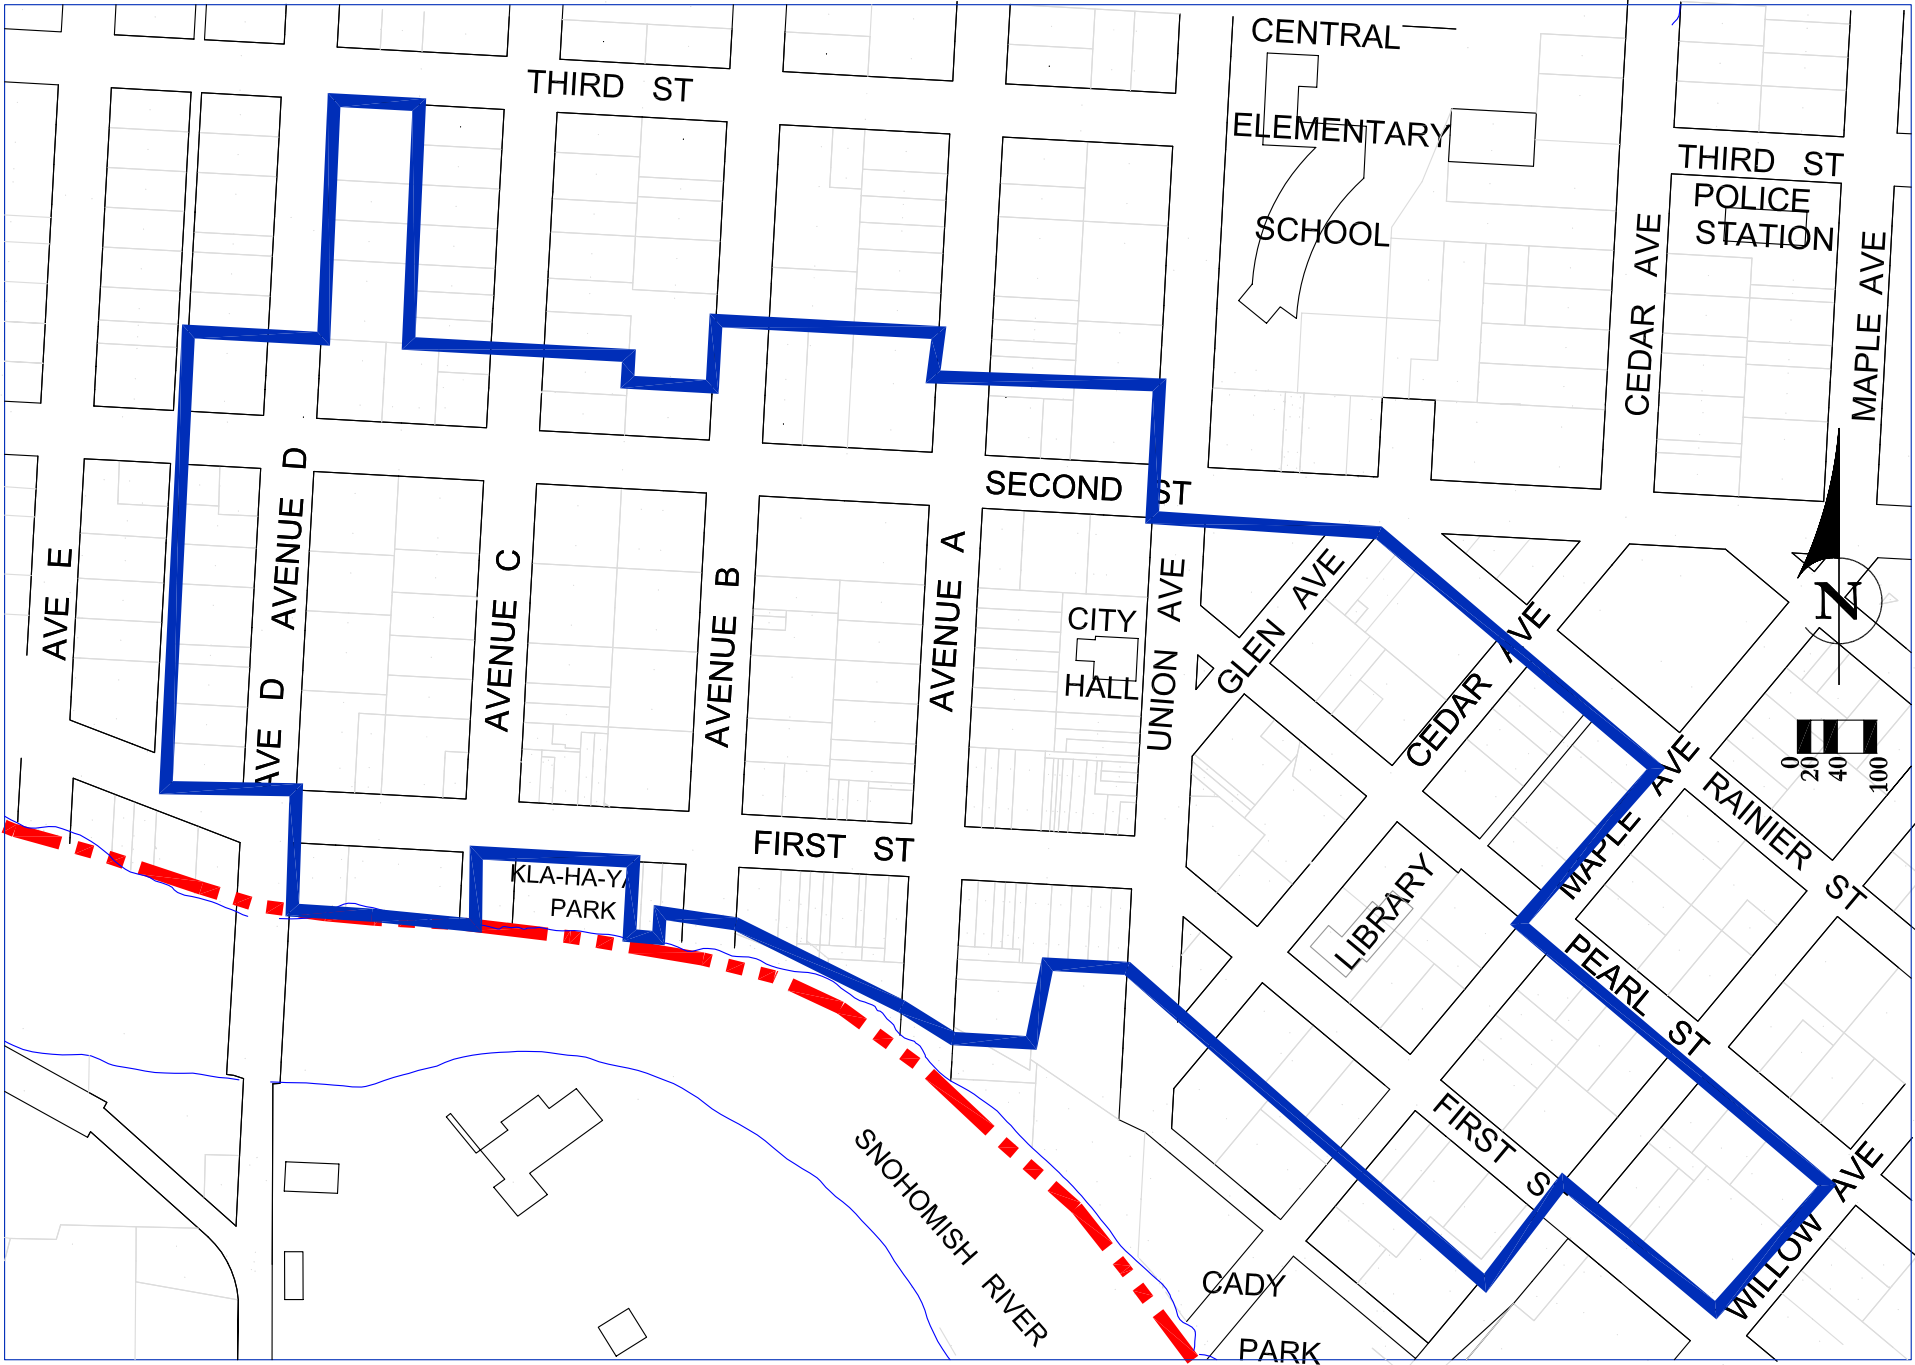 CENTRAL
ELEMENTARY
SCHOOL
THIRD ST
THIRD ST
POLICE
STATION
CEDAR AVE
MAPLE AVE
SECOND ST
AVE E
AVENUE D
AVE D
AVENUE C
AVENUE B
AVENUE A
UNION AVE
CITY
HALL
GLEN AVE
CEDAR AVE
MAPLE AVE
RAINIER ST
N
0
20
40
100
FIRST ST
KLA-HA-YA
PARK
LIBRARY
PEARL ST
FIRST S
WILLOW AVE
SNOHOMISH RIVER
CADY
PARK